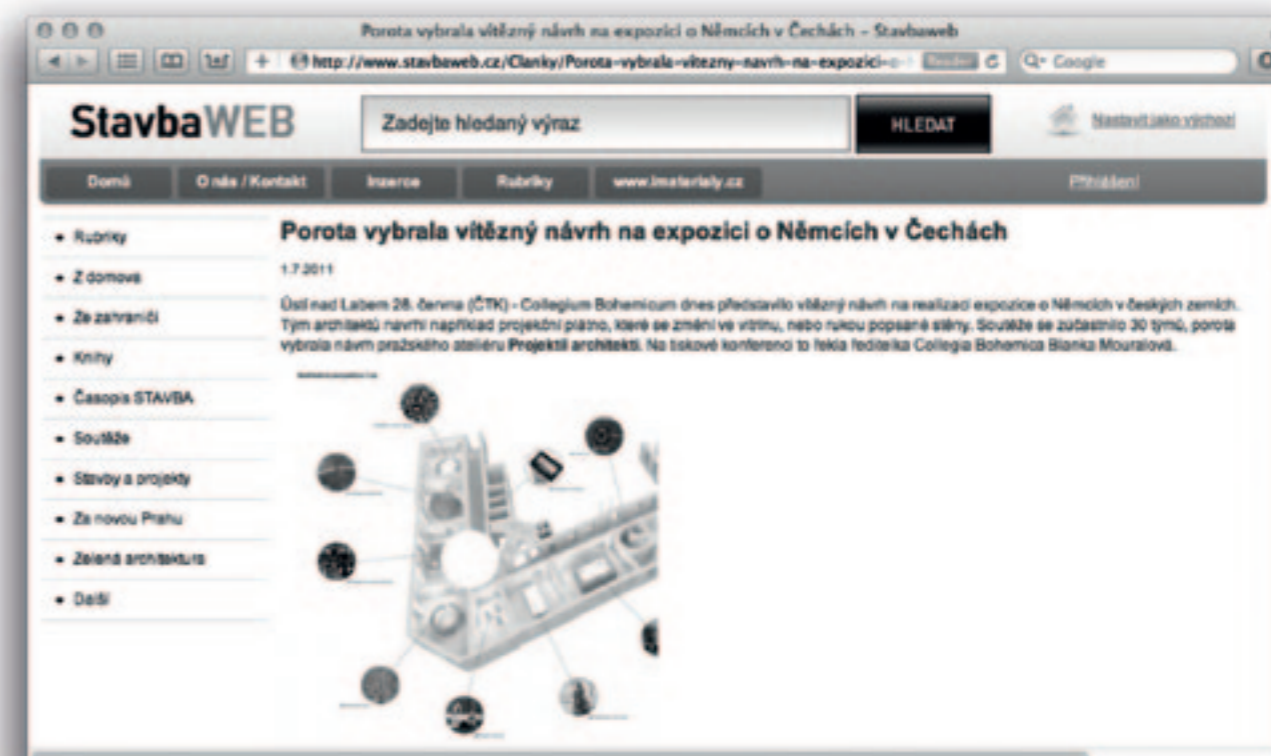 Porota vybrala vítězný návrh na expozici o Němcích v Čechách – Stavbaweb
http://www.stavbaweb.cz/Clanky/Porota-vybrala-vitezny-navrh-na-expozici-o-
Reader
Google
StavbaWEB
Zadejte hledaný výraz
HLEDAT
Nastavit jako výchozí
Domů
O nás / Kontakt
Inzerce
Rubriky
www.imaterialy.cz
Přihlášení
• Rubriky
• Z domova
• Ze zahraničí
• Knihy
• Časopis STAVBA
• Soutěže
• Stavby a projekty
• Za novou Prahu
• Zelená architektura
• Další
Porota vybrala vítězný návrh na expozici o Němcích v Čechách
1.7.2011
Ústí nad Labem 28. června (ČTK) - Collegium Bohemicum dnes představilo vítězný návrh na realizaci expozice o Němcích v českých zemích.
Tým architektů navrhl například projekční plátno, které se změní ve vitrínu, nebo rukou popsané stěny. Soutěže se zúčastnilo 30 týmů, porota
vybrala návrh pražského ateliéru Projektil architekti. Na tiskové konferenci to řekla ředitelka Collegia Bohemica Blanka Mouralová.